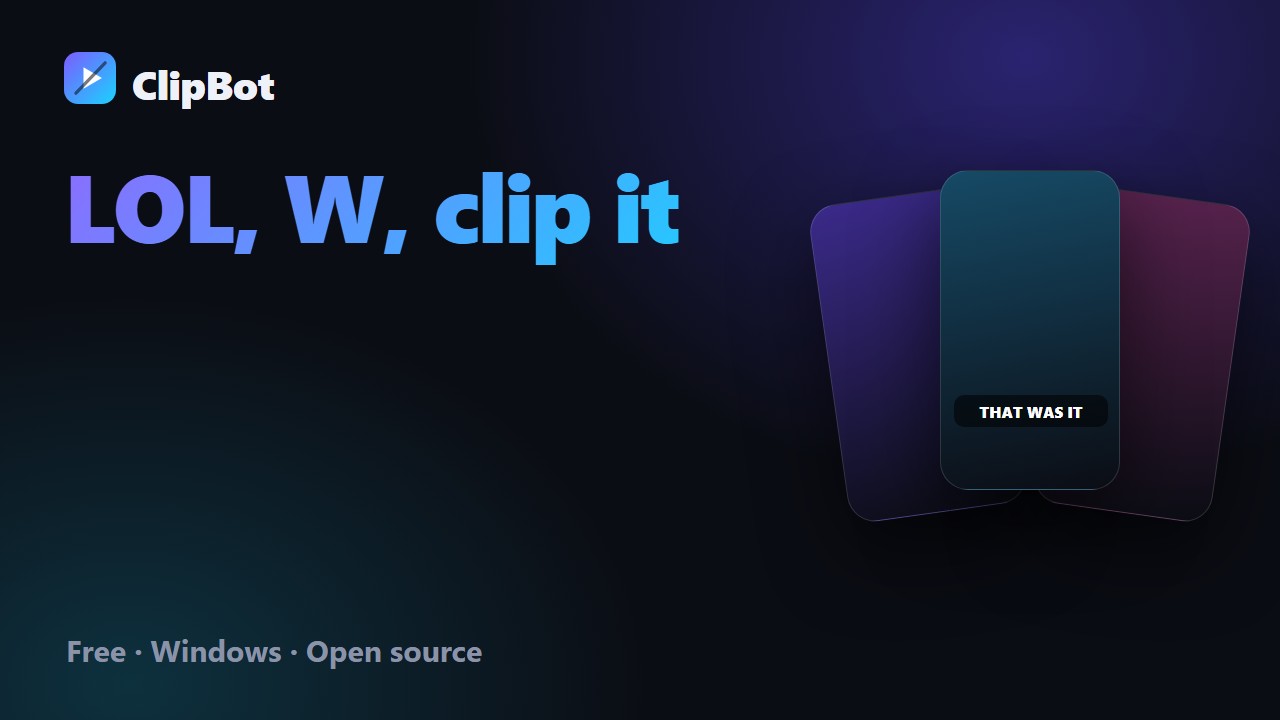 ClipBot
LOL, W, clip it
THAT WAS IT
Free · Windows · Open source